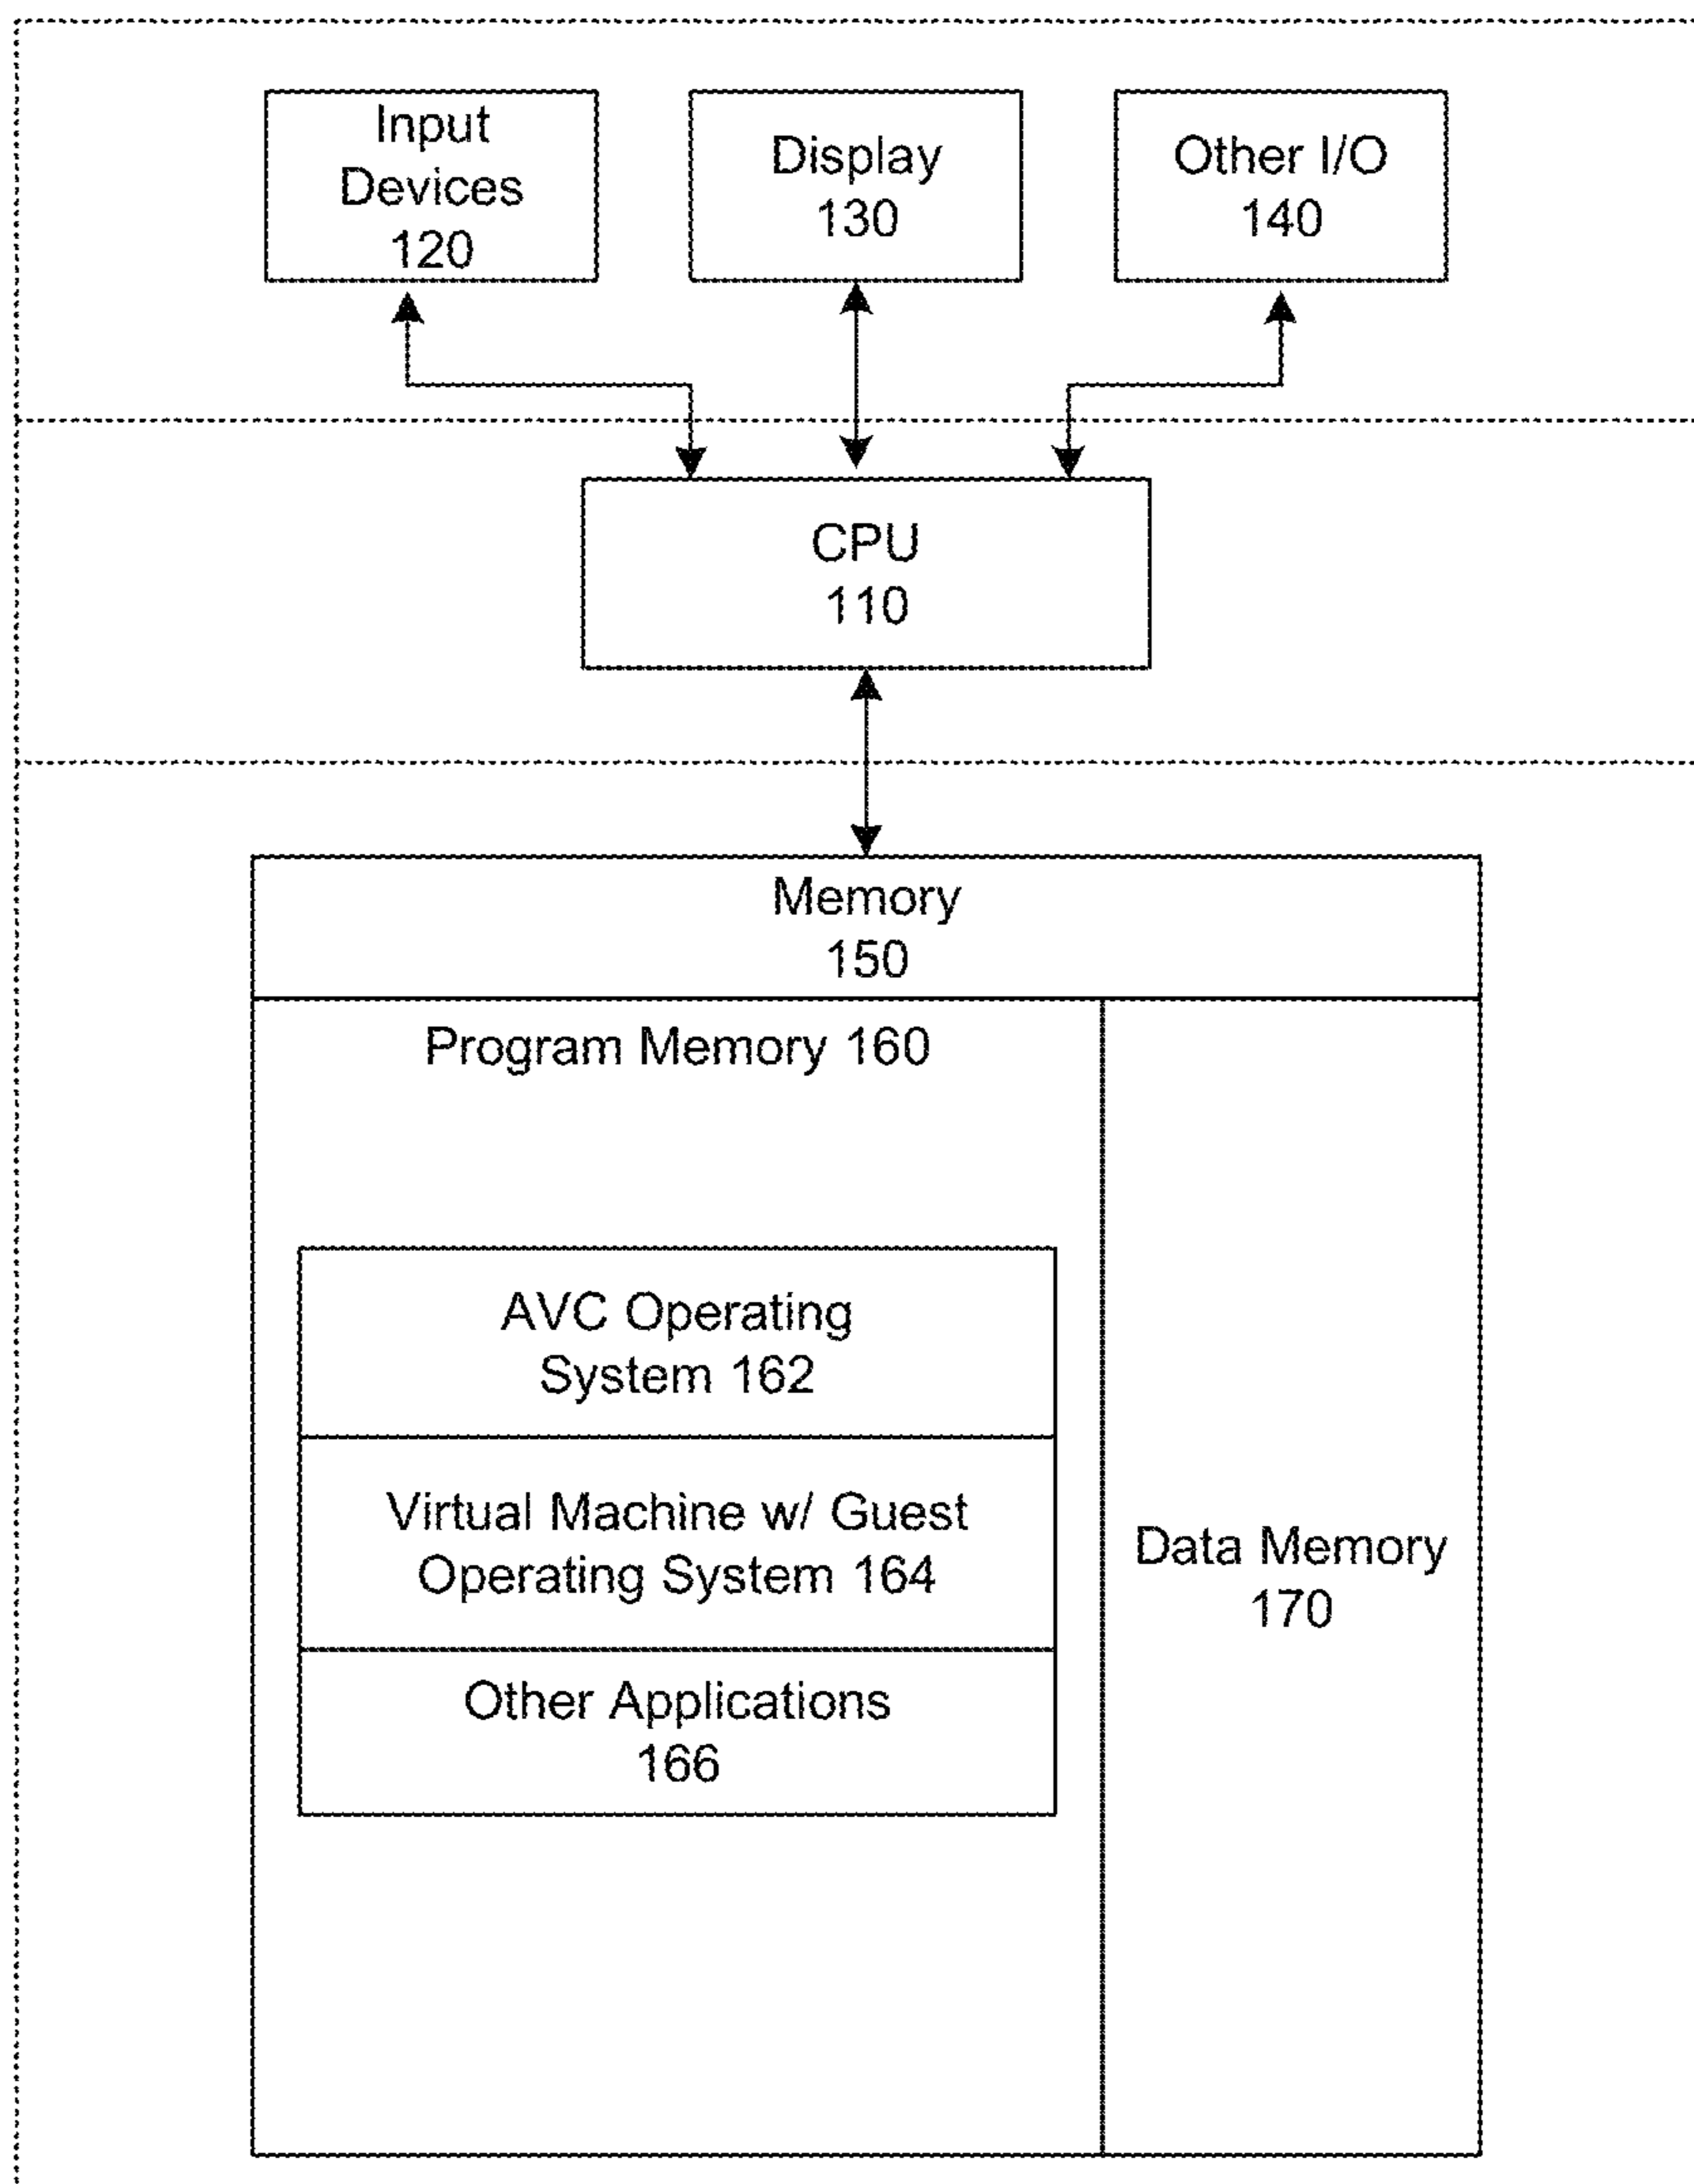 Input
Devices
120
Display
130
Other I/O
140
CPU
110
Memory
150
Program Memory 160
AVC Operating
System 162
Virtual Machine w/ Guest
Operating System 164
Other Applications
166
Data Memory
170